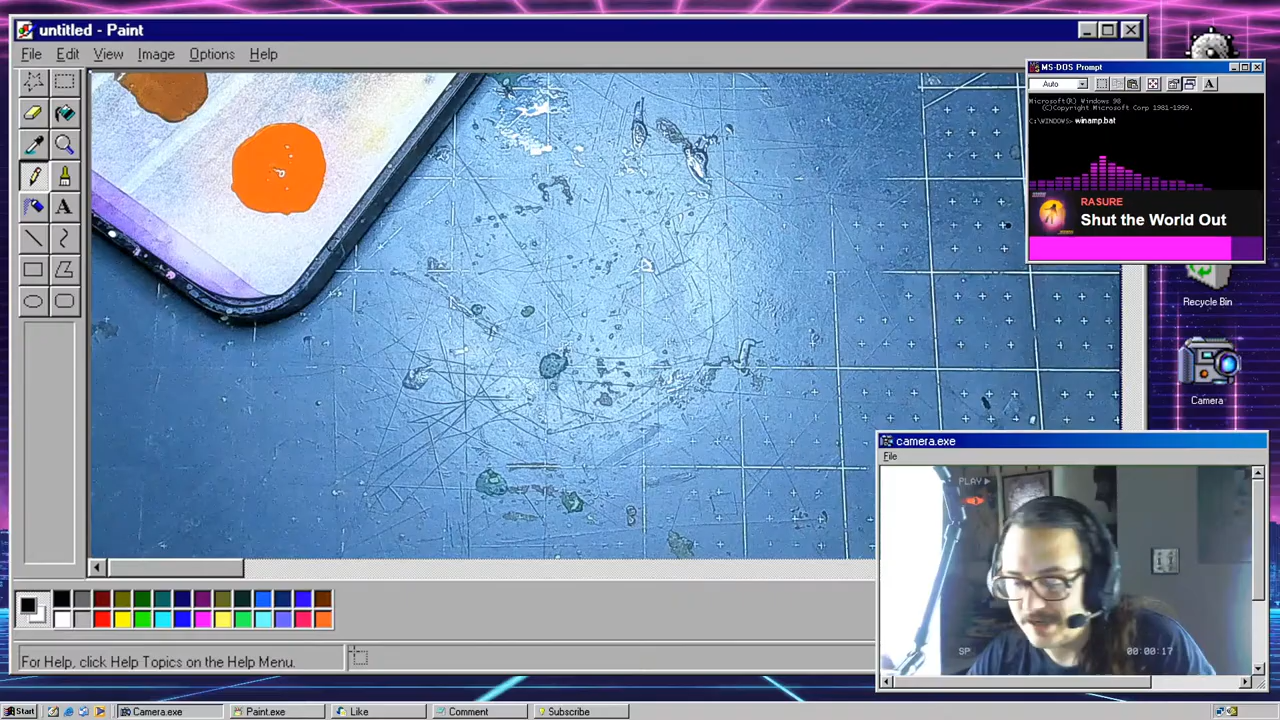 untitled - Paint
File Edit View Image Options Help
MS-DOS Prompt
Auto
A
Microsoft(R) Windows 98
(C)Copyright Microsoft Corp 1981-1999.
C:\WINDOWS> winamp.bat
RASURE
Shut the World Out
A
Recycle Bin
Camera
camera.exe
File
PLAY
SP 00:00:17
For Help, click Help Topics on the Help Menu.
Start Camera.exe Paint.exe Like Comment Subscribe